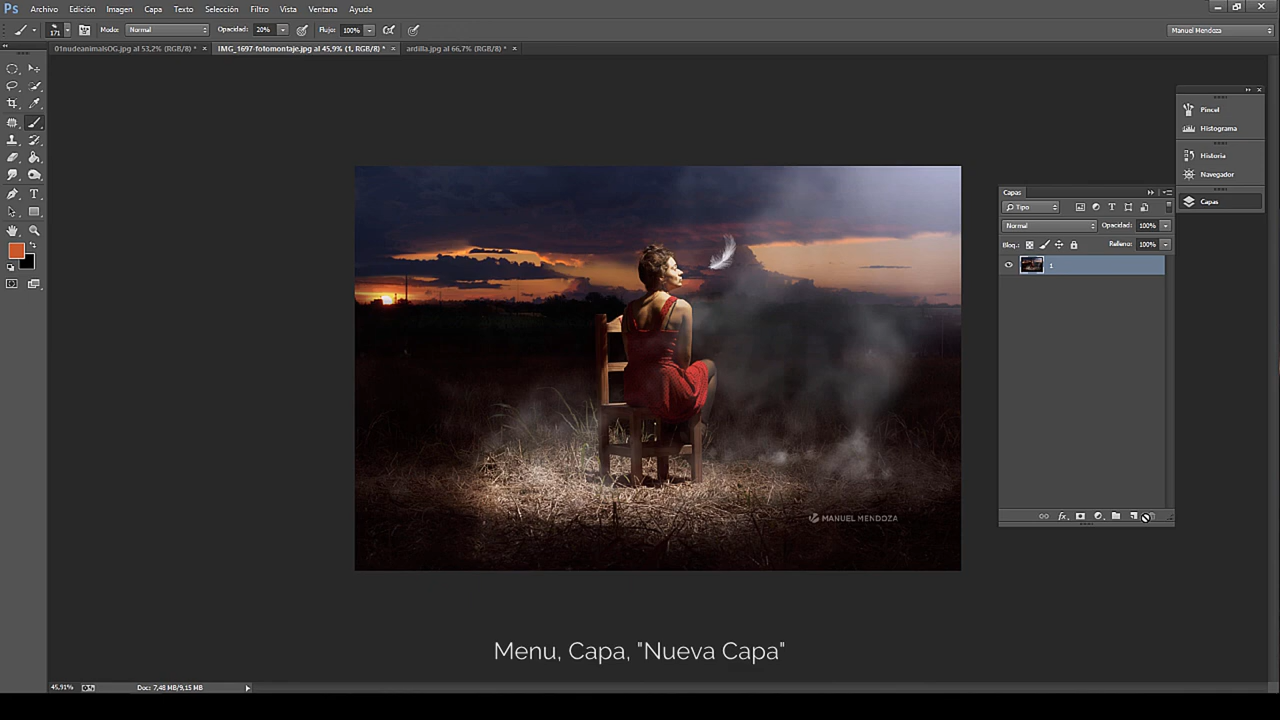 Ps Archivo Edición Imagen Capa Texto Selección Filtro Vista Ventana Ayuda
171 Modo: Normal Opacidad: 20% Flujo: 100% Manuel Mendoza
01nudeanimalsOG.jpg al 53,2% (RGB/8) * × IMG_1697-fotomontaje.jpg al 45,9% (1, RGB/8) * × ardilla.jpg al 66,7% (RGB/8) * ×
Pincel
Histograma
Historia
Navegador
Capas
Capas
Tipo
Normal Opacidad: 100%
Bloq.: Relleno: 100%
1
fx
MANUEL MENDOZA
Menu, Capa, "Nueva Capa"
45,91% Doc: 7,48 MB/9,15 MB